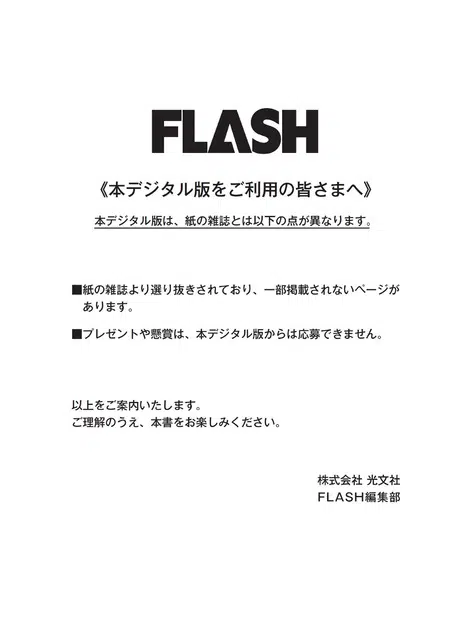 FLASH
《本デジタル版をご利用の皆さまへ》
本デジタル版は、紙の雑誌とは以下の点が異なります。
■紙の雑誌より選り抜きされており、一部掲載されないページが
あります。
■プレゼントや懸賞は、本デジタル版からは応募できません。
以上をご案内いたします。
ご理解のうえ、本書をお楽しみください。
株式会社 光文社
FLASH編集部